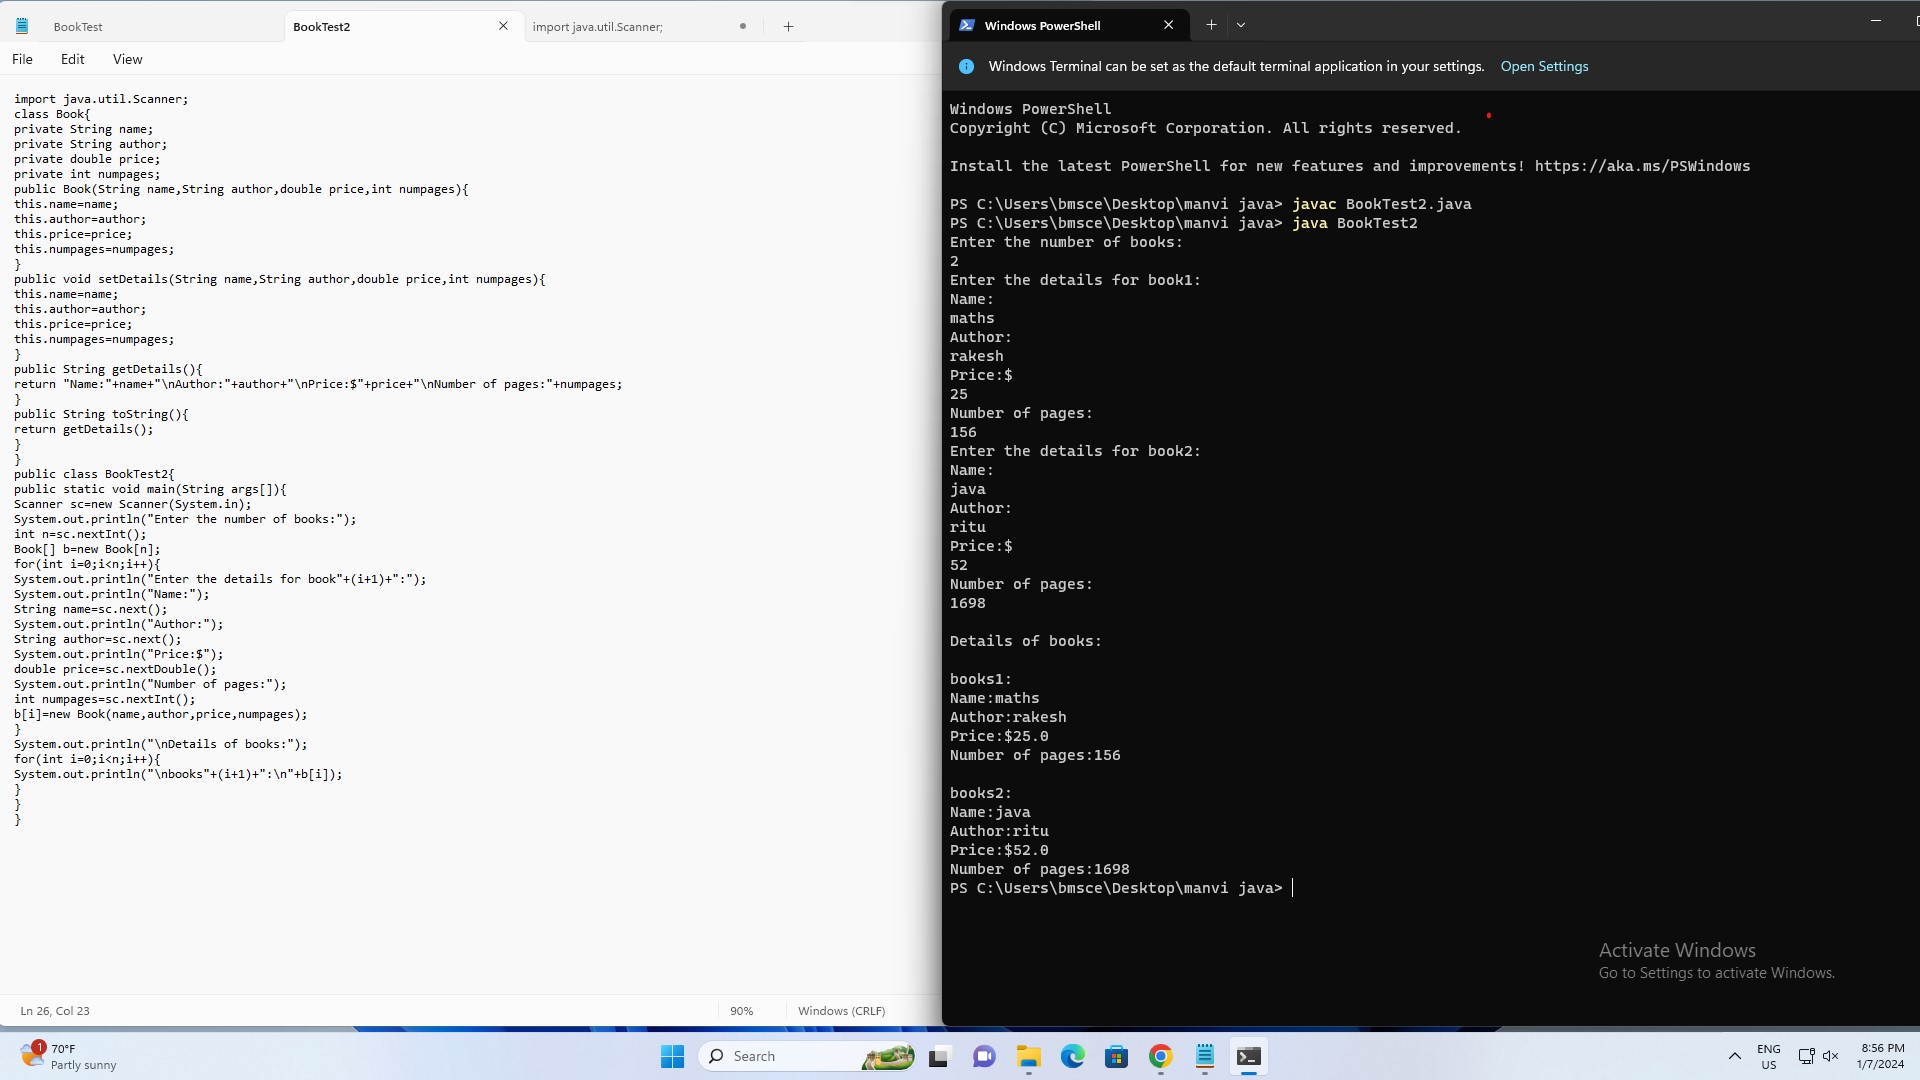 BookTest
BookTest2
import java.util.Scanner;
File Edit View
import java.util.Scanner;
class Book{
private String name;
private String author;
private double price;
private int numpages;
public Book(String name,String author,double price,int numpages){
this.name=name;
this.author=author;
this.price=price;
this.numpages=numpages;
}
public void setDetails(String name,String author,double price,int numpages){
this.name=name;
this.author=author;
this.price=price;
this.numpages=numpages;
}
public String getDetails(){
return "Name:"+name+"\nAuthor:"+author+"\nPrice:$"+price+"\nNumber of pages:"+numpages;
}
public String toString(){
return getDetails();
}
}
public class BookTest2{
public static void main(String args[]){
Scanner sc=new Scanner(System.in);
System.out.println("Enter the number of books:");
int n=sc.nextInt();
Book[] b=new Book[n];
for(int i=0;i<n;i++){
System.out.println("Enter the details for book"+(i+1)+":");
System.out.println("Name:");
String name=sc.next();
System.out.println("Author:");
String author=sc.next();
System.out.println("Price:$");
double price=sc.nextDouble();
System.out.println("Number of pages:");
int numpages=sc.nextInt();
b[i]=new Book(name,author,price,numpages);
}
System.out.println("\nDetails of books:");
for(int i=0;i<n;i++){
System.out.println("\nbooks"+(i+1)+":\n"+b[i]);
}
}
}
Ln 26, Col 23
90%
Windows (CRLF)
Windows PowerShell
Windows Terminal can be set as the default terminal application in your settings. Open Settings
Windows PowerShell
Copyright (C) Microsoft Corporation. All rights reserved.
Install the latest PowerShell for new features and improvements! https://aka.ms/PSWindows
PS C:\Users\bmsce\Desktop\manvi java> javac BookTest2.java
PS C:\Users\bmsce\Desktop\manvi java> java BookTest2
Enter the number of books:
2
Enter the details for book1:
Name:
maths
Author:
rakesh
Price:$
25
Number of pages:
156
Enter the details for book2:
Name:
java
Author:
ritu
Price:$
52
Number of pages:
1698
Details of books:
books1:
Name:maths
Author:rakesh
Price:$25.0
Number of pages:156
books2:
Name:java
Author:ritu
Price:$52.0
Number of pages:1698
PS C:\Users\bmsce\Desktop\manvi java>
Activate Windows
Go to Settings to activate Windows.
1
70°F
Partly sunny
Search
ENG
US
8:56 PM
1/7/2024